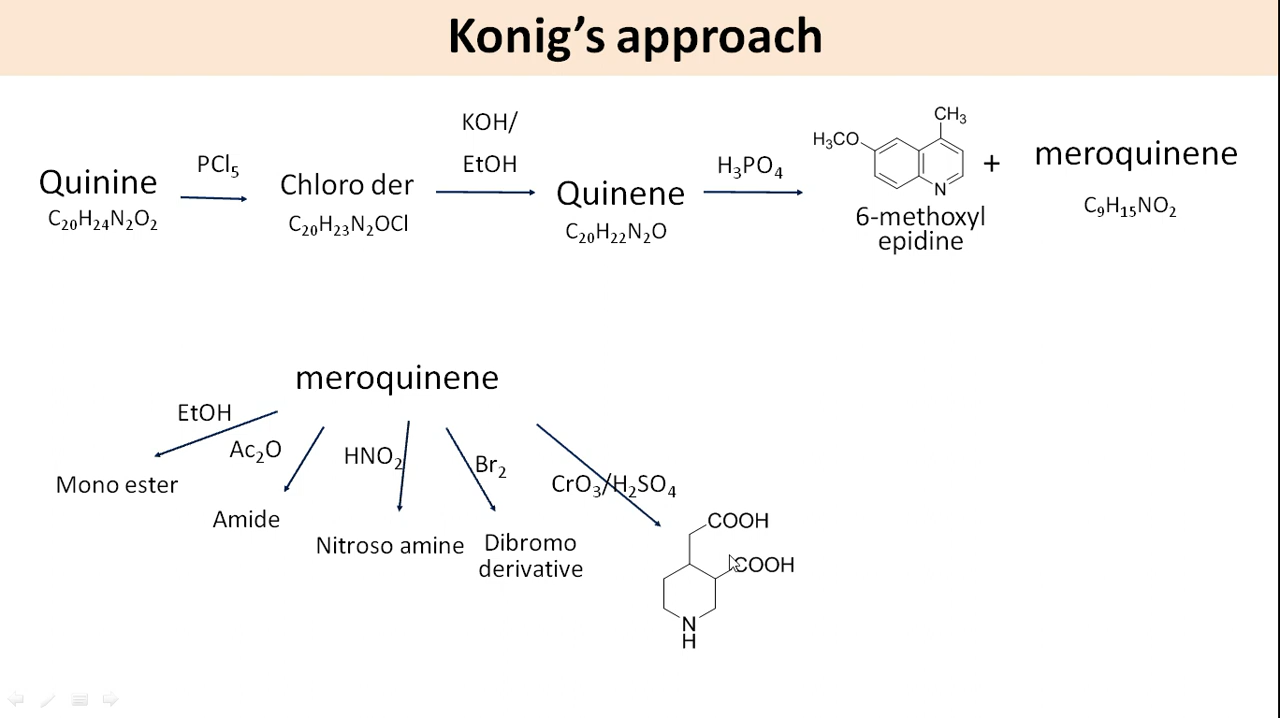 Konig's approach
Quinine
C₂₀H₂₄N₂O₂
PCl₅
Chloro der
C₂₀H₂₃N₂OCl
KOH/
EtOH
Quinene
C₂₀H₂₂N₂O
H₃PO₄
CH₃
H₃CO
N
6-methoxyl
epidine
+
meroquinene
C₉H₁₅NO₂
meroquinene
EtOH
Mono ester
Ac₂O
Amide
HNO₂
Nitroso amine
Br₂
Dibromo
derivative
CrO₃/H₂SO₄
COOH
COOH
N
H